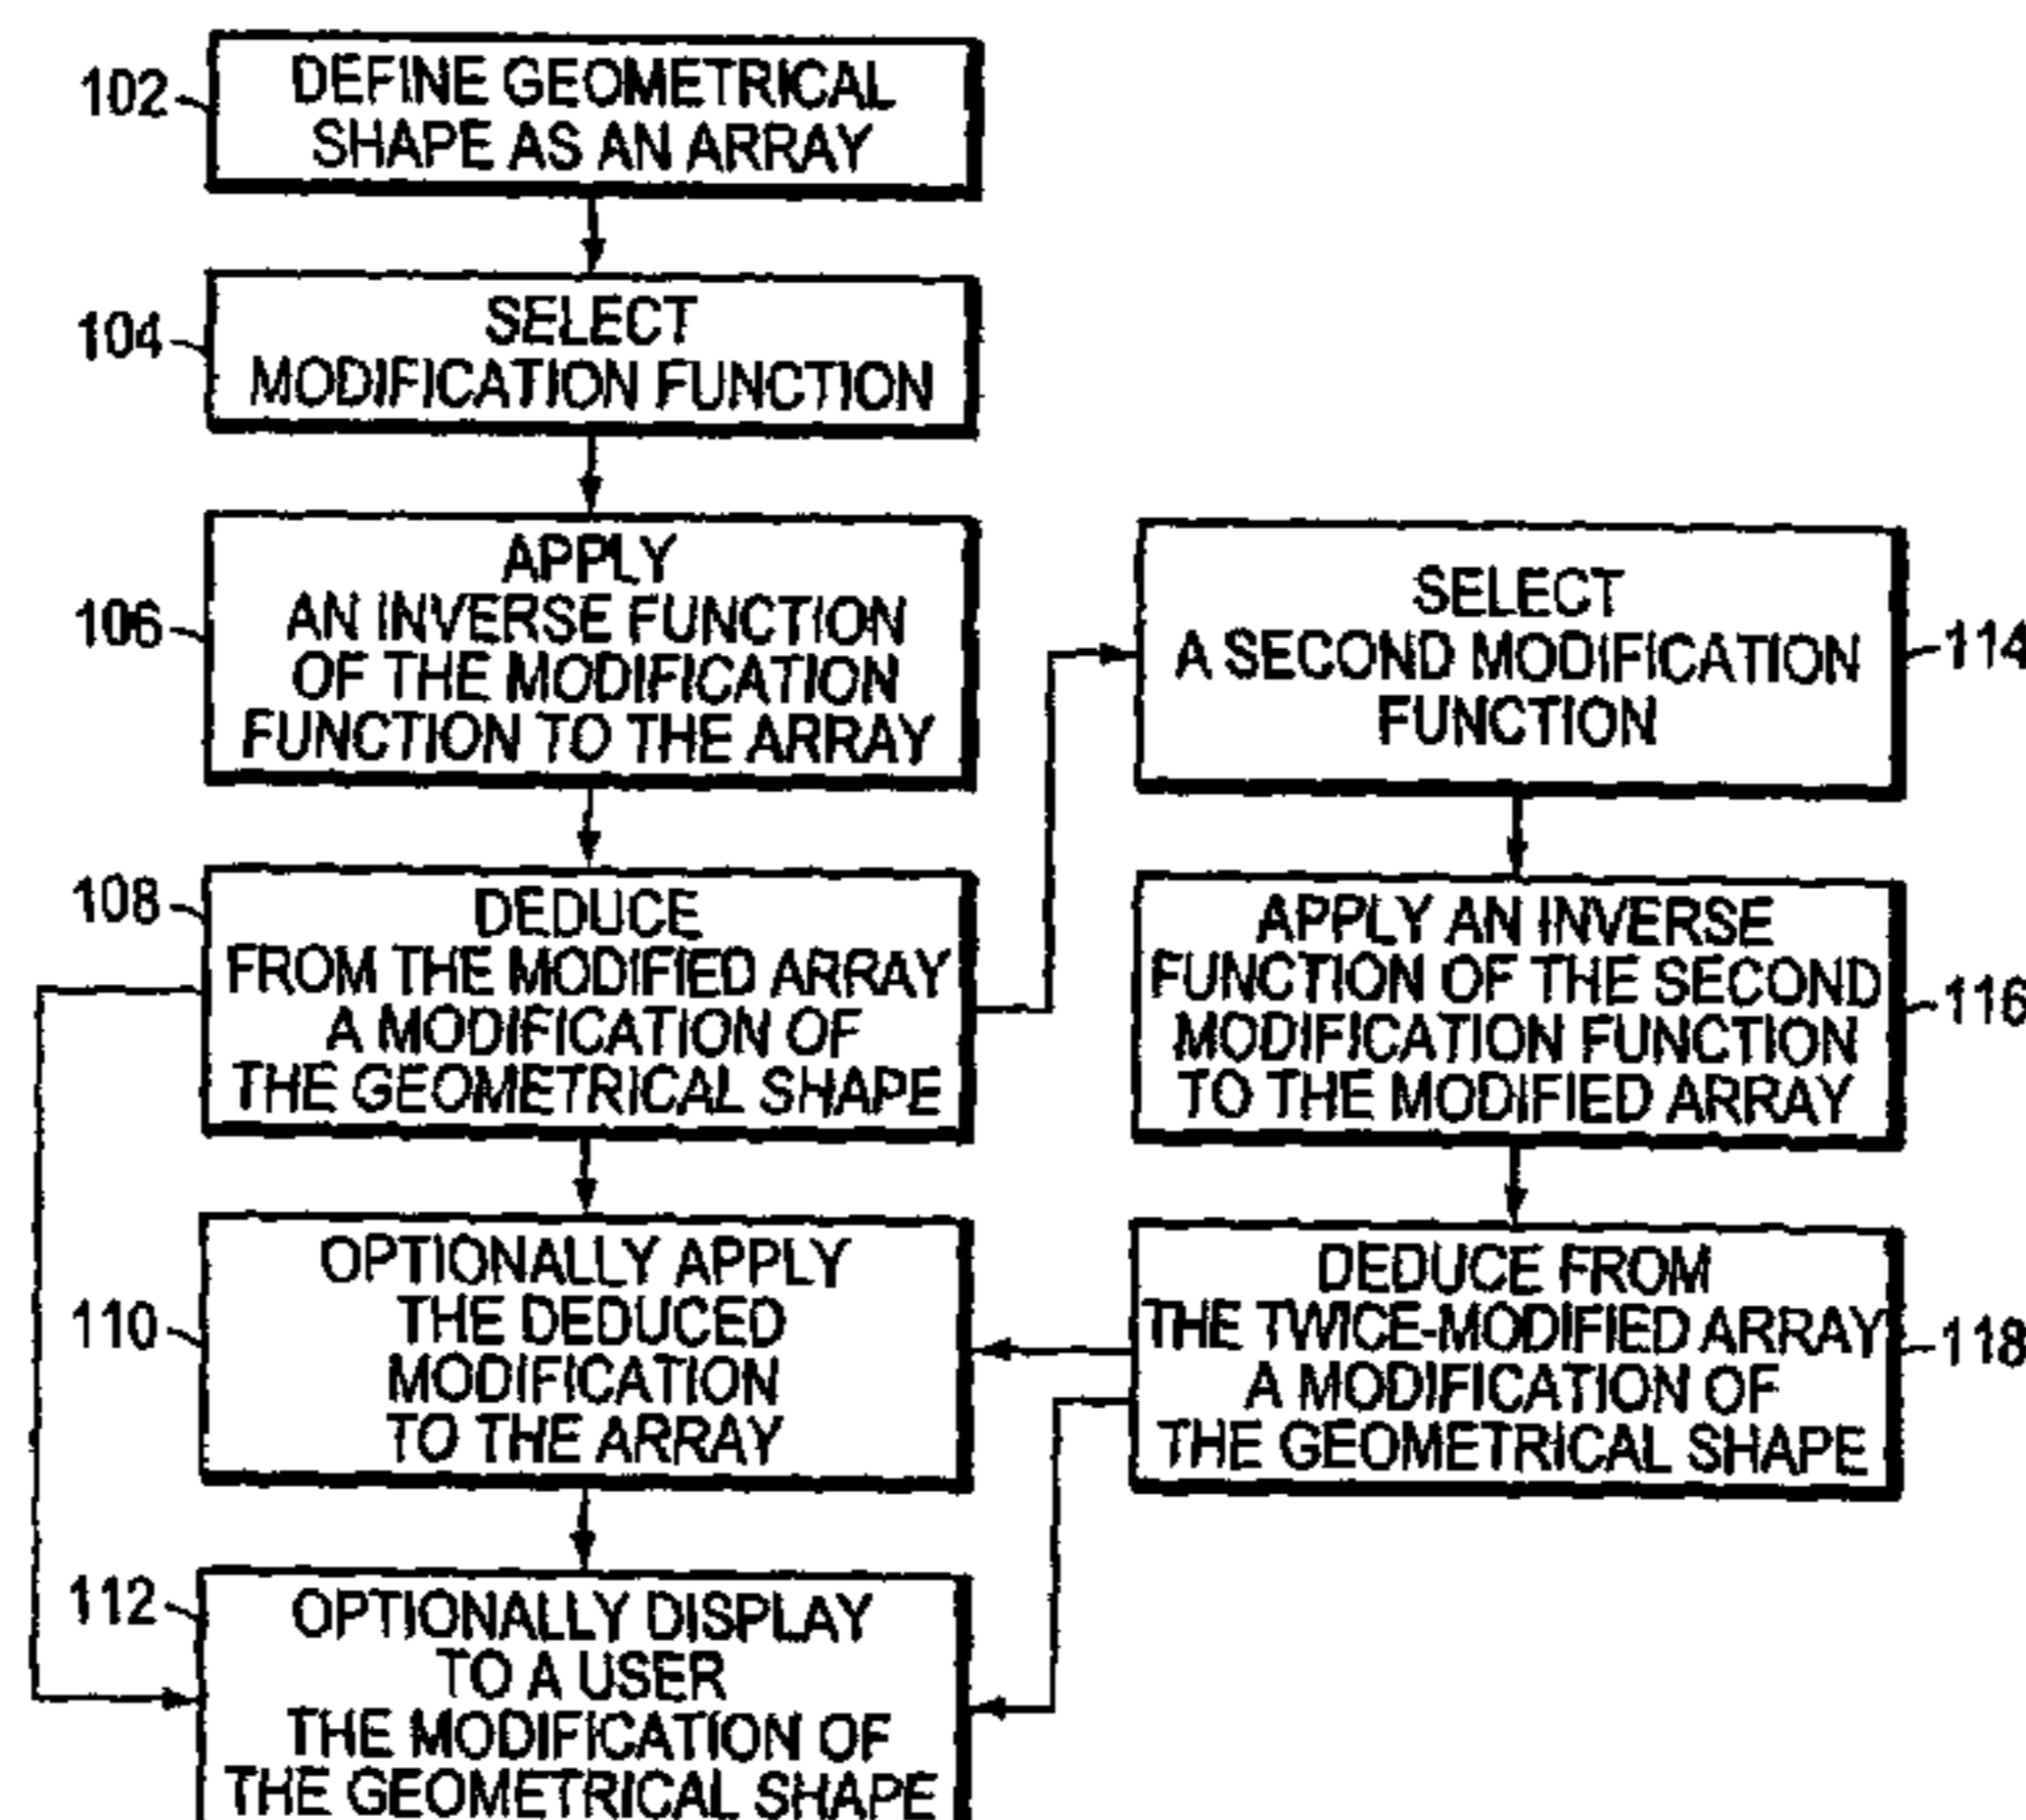 102
DEFINE GEOMETRICAL
SHAPE AS AN ARRAY
104
SELECT
MODIFICATION FUNCTION
106
APPLY
AN INVERSE FUNCTION
OF THE MODIFICATION
FUNCTION TO THE ARRAY
108
DEDUCE
FROM THE MODIFIED ARRAY
A MODIFICATION OF
THE GEOMETRICAL SHAPE
110
OPTIONALLY APPLY
THE DEDUCED
MODIFICATION
TO THE ARRAY
112
OPTIONALLY DISPLAY
TO A USER
THE MODIFICATION OF
THE GEOMETRICAL SHAPE
SELECT
A SECOND MODIFICATION
FUNCTION
114
APPLY AN INVERSE
FUNCTION OF THE SECOND
MODIFICATION FUNCTION
TO THE MODIFIED ARRAY
116
DEDUCE FROM
THE TWICE-MODIFIED ARRAY
A MODIFICATION OF
THE GEOMETRICAL SHAPE
118